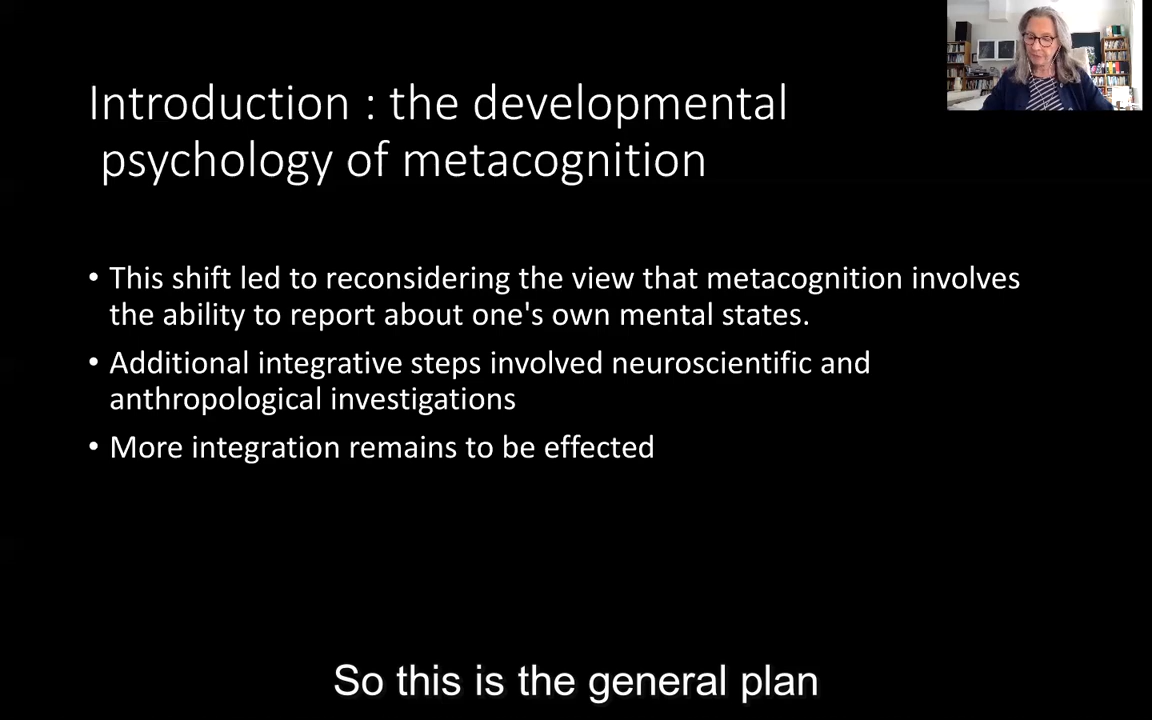 Introduction : the developmental
psychology of metacognition
• This shift led to reconsidering the view that metacognition involves
the ability to report about one's own mental states.
• Additional integrative steps involved neuroscientific and
anthropological investigations
• More integration remains to be effected
So this is the general plan